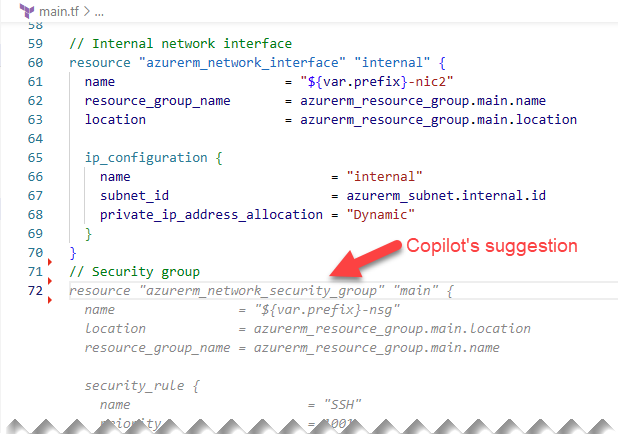 main.tf > ...
58
59 // Internal network interface
60 resource "azurerm_network_interface" "internal" {
61   name                        = "${var.prefix}-nic2"
62   resource_group_name         = azurerm_resource_group.main.name
63   location                    = azurerm_resource_group.main.location
64
65   ip_configuration {
66     name                          = "internal"
67     subnet_id                     = azurerm_subnet.internal.id
68     private_ip_address_allocation = "Dynamic"
69   }
70 }
Copilot's suggestion
71 // Security group
72 resource "azurerm_network_security_group" "main" {
  name                = "${var.prefix}-nsg"
  location            = azurerm_resource_group.main.location
  resource_group_name = azurerm_resource_group.main.name
  security_rule {
    name                       = "SSH"
    priority                   = 1001